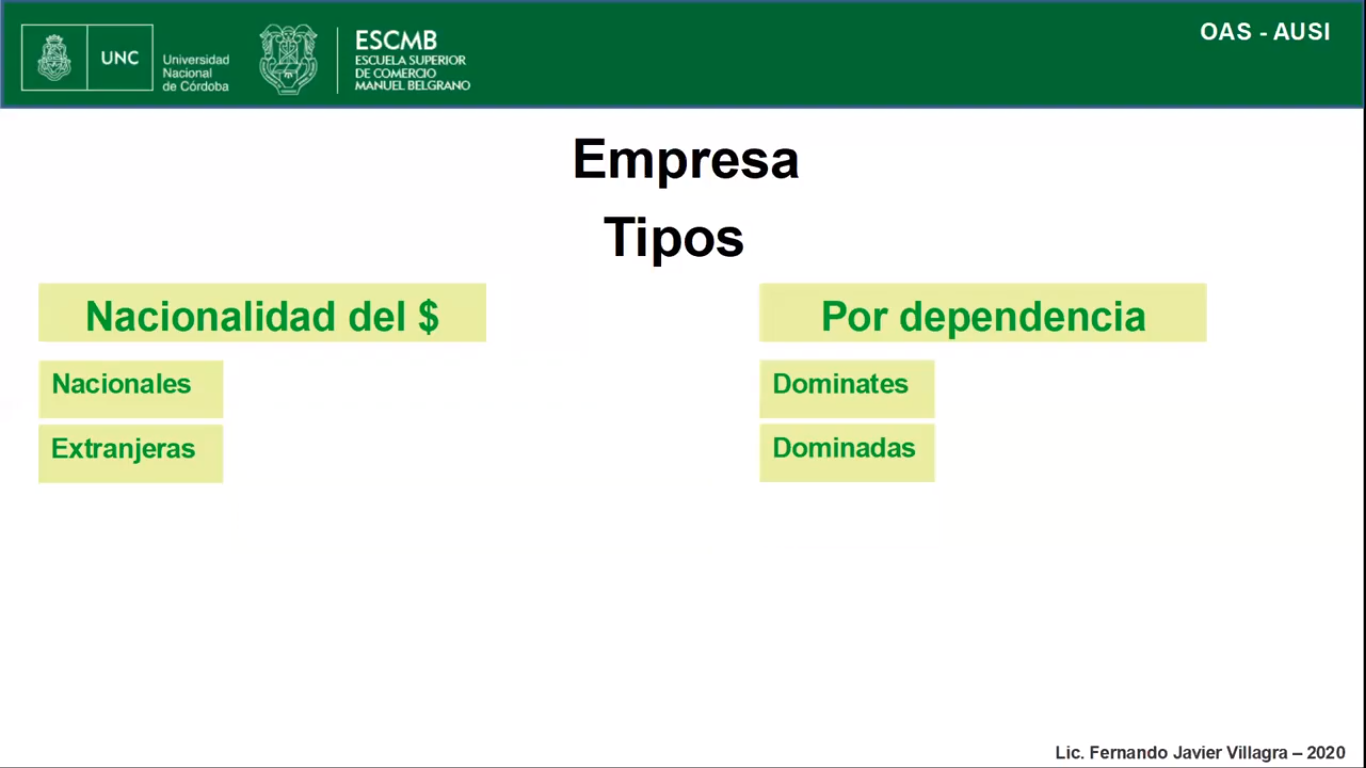 UNC
Universidad
Nacional
de Córdoba
ESCMB
ESCUELA SUPERIOR
DE COMERCIO
MANUEL BELGRANO
OAS - AUSI
Empresa
Tipos
Nacionalidad del $
Nacionales
Extranjeras
Por dependencia
Dominates
Dominadas
Lic. Fernando Javier Villagra – 2020